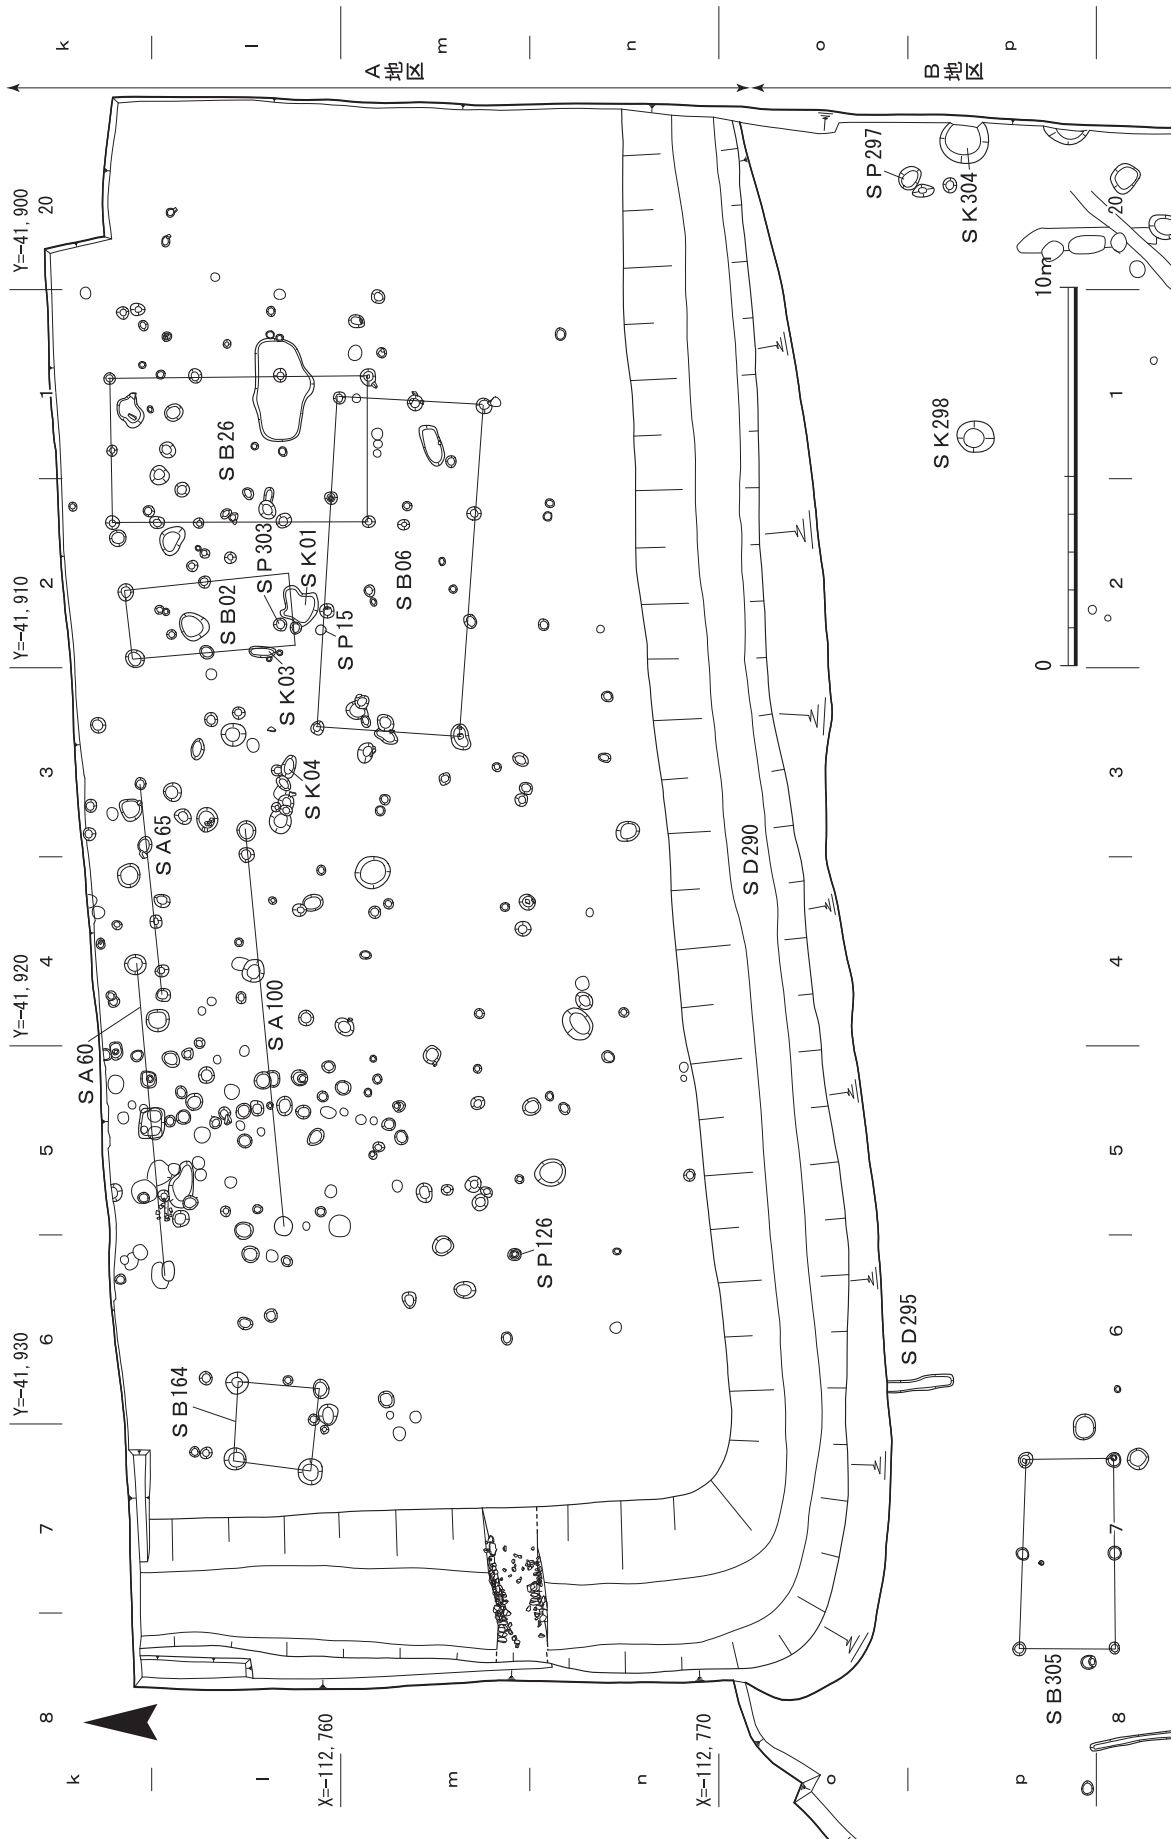 k
l
m
n
o
p
A地区
B地区
Y=-41,900
20
Y=-41,910
Y=-41,920
Y=-41,930
1
2
3
4
5
6
7
8
k
l
m
n
o
p
20
1
2
3
4
5
6
7
8
X=-112,760
X=-112,770
10m
0
SP297
SK304
SK298
SB26
SP303
SK01
SB06
SB02
SP15
SK03
SK04
SA65
SA100
SA60
SD290
SP126
SD295
SB164
SB305